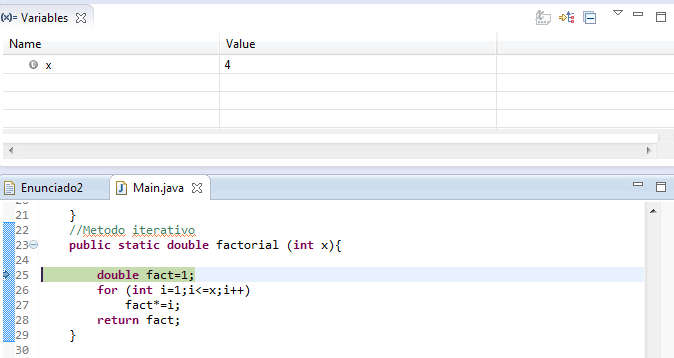 (x)= Variables
Name Value
x 4
Enunciado2 Main.java
20
21 }
22 //Metodo iterativo
23 public static double factorial (int x){
24
25 double fact=1;
26 for (int i=1;i<=x;i++)
27 fact*=i;
28 return fact;
29 }
30